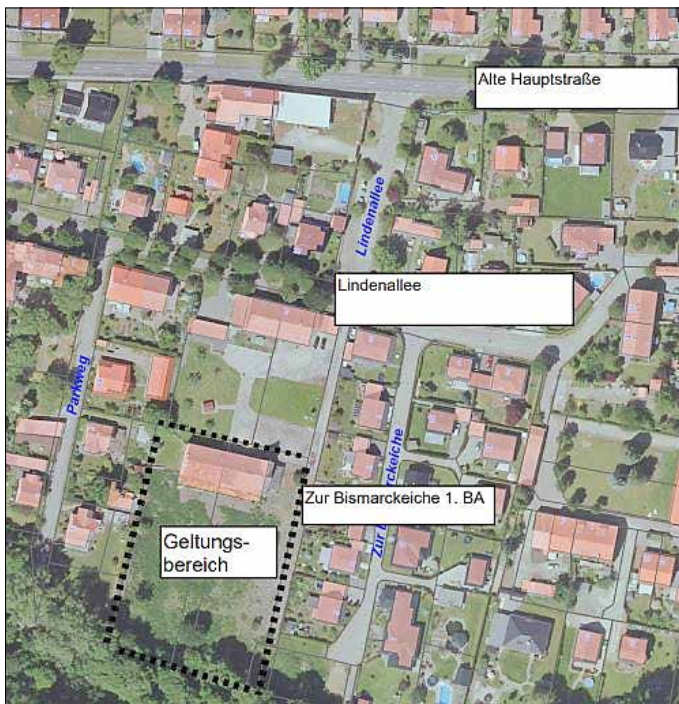 Alte Hauptstraße
Lindenallee
Lindenallee
Parkweg
Zur Bismarckeiche 1. BA
Geltungs-
bereich